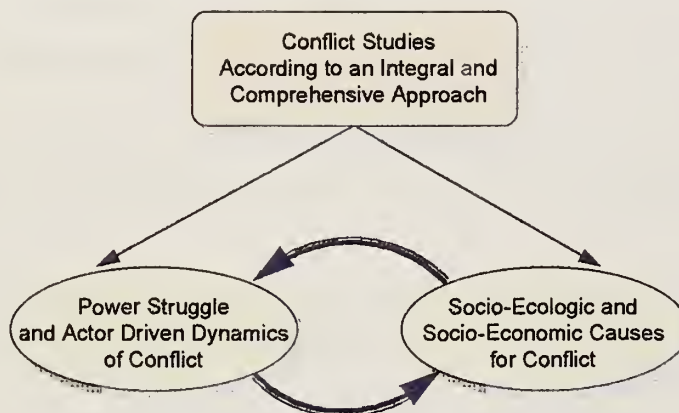 Conflict Studies
According to an Integral and
Comprehensive Approach
Power Struggle
and Actor Driven Dynamics
of Conflict
Socio-Ecologic and
Socio-Economic Causes
for Conflict